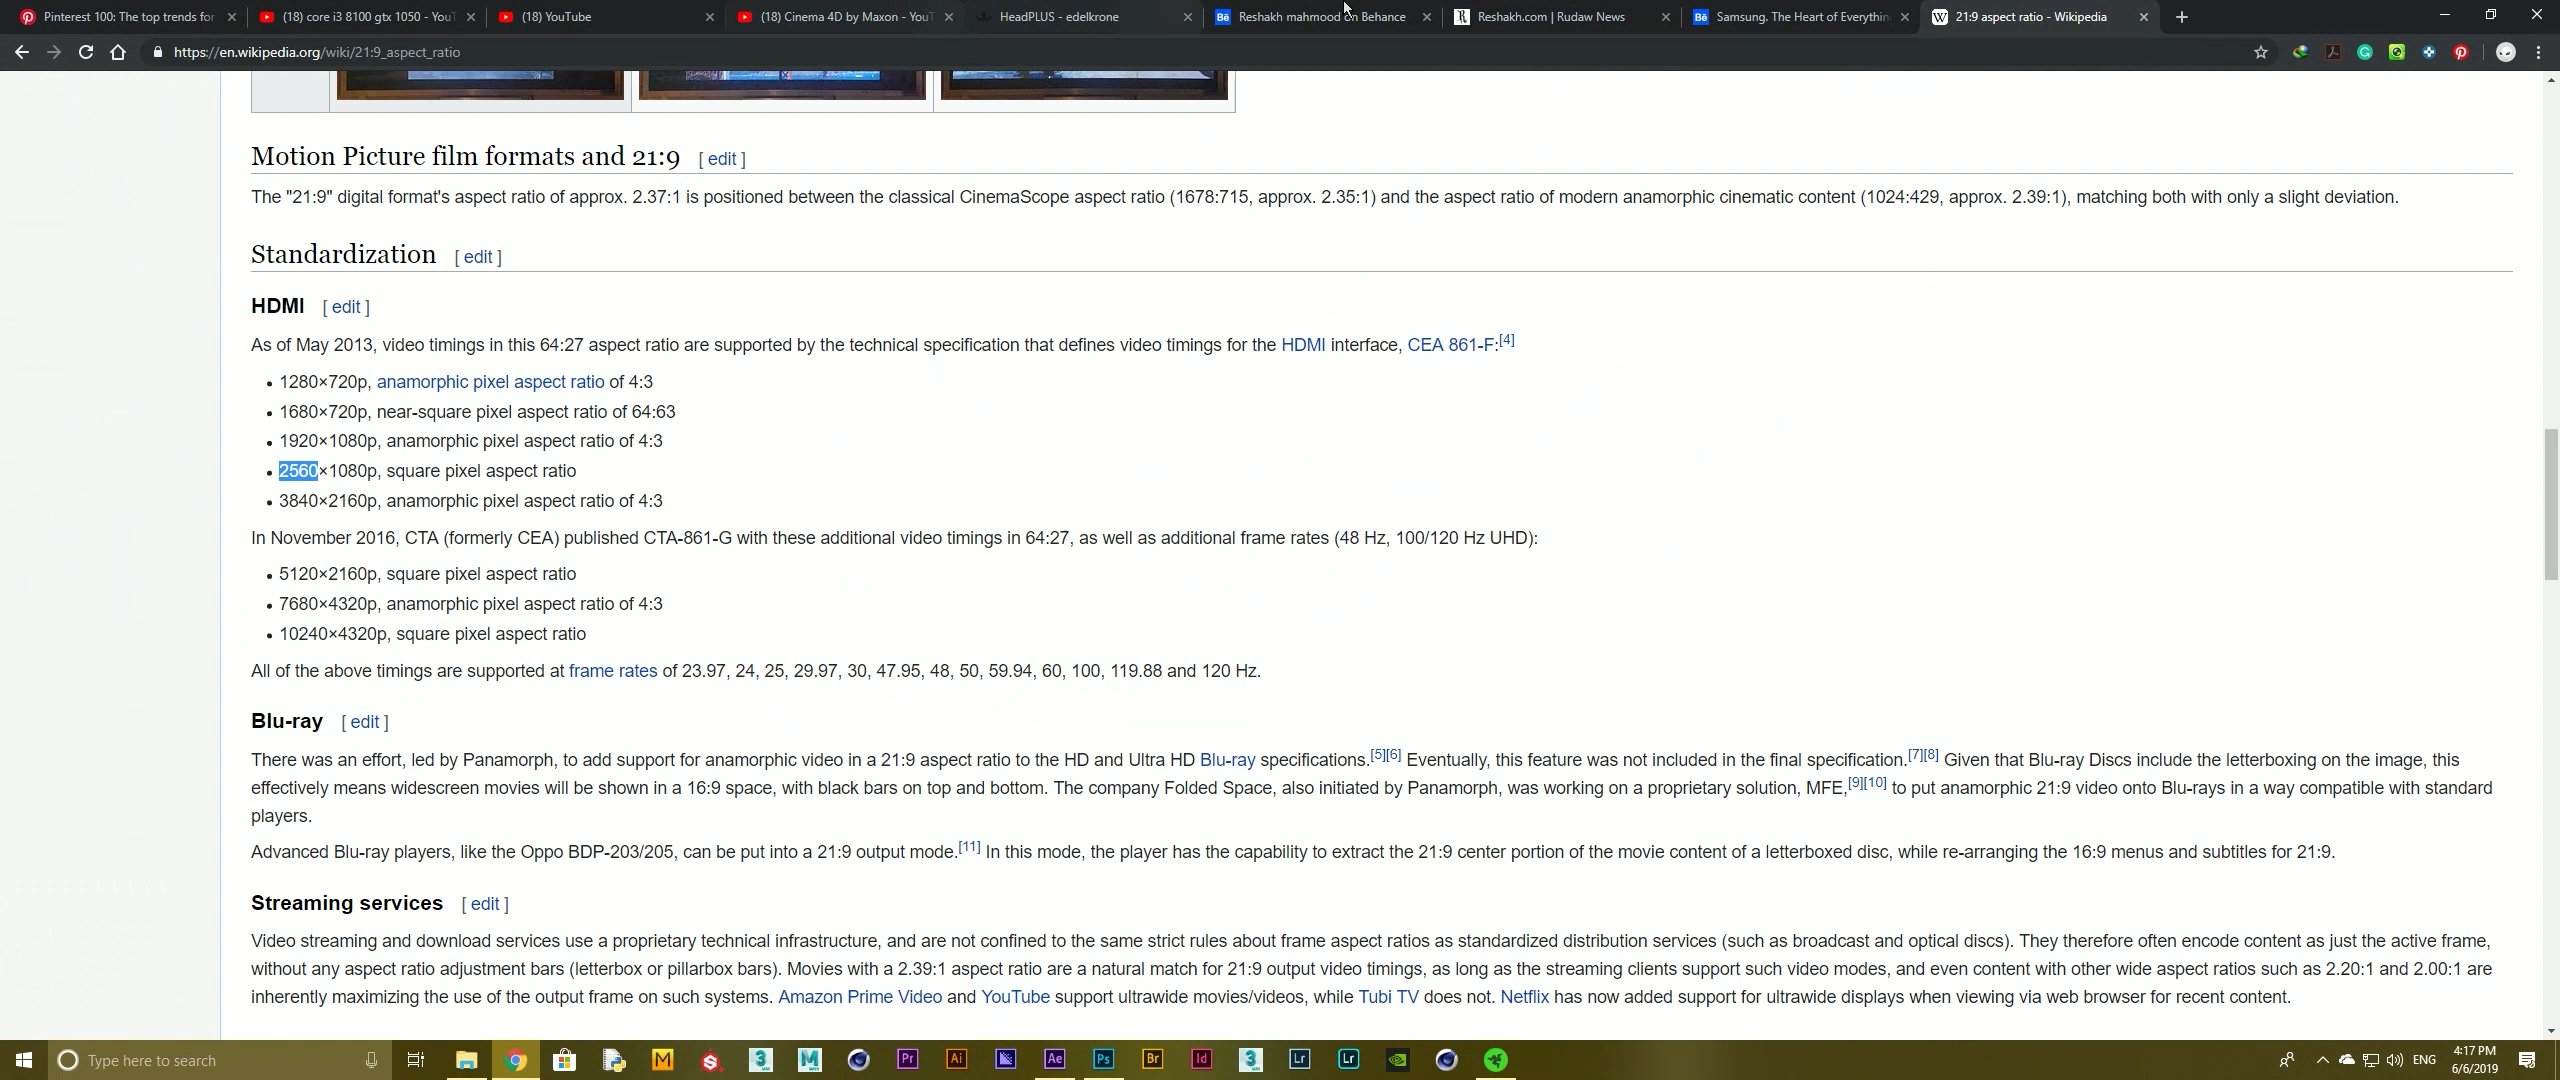 Pinterest 100: The top trends for
(18) core i3 8100 gtx 1050 - YouT
(18) YouTube
(18) Cinema 4D by Maxon - YouT
HeadPLUS - edelkrone
Bē Reshakh mahmood on Behance
Reshakh.com | Rudaw News
Bē Samsung. The Heart of Everythin
W 21:9 aspect ratio - Wikipedia
https://en.wikipedia.org/wiki/21:9_aspect_ratio
Motion Picture film formats and 21:9 [ edit ]
The "21:9" digital format's aspect ratio of approx. 2.37:1 is positioned between the classical CinemaScope aspect ratio (1678:715, approx. 2.35:1) and the aspect ratio of modern anamorphic cinematic content (1024:429, approx. 2.39:1), matching both with only a slight deviation.
Standardization [ edit ]
HDMI [ edit ]
As of May 2013, video timings in this 64:27 aspect ratio are supported by the technical specification that defines video timings for the HDMI interface, CEA 861-F:[4]
• 1280×720p, anamorphic pixel aspect ratio of 4:3
• 1680×720p, near-square pixel aspect ratio of 64:63
• 1920×1080p, anamorphic pixel aspect ratio of 4:3
• 2560×1080p, square pixel aspect ratio
• 3840×2160p, anamorphic pixel aspect ratio of 4:3
In November 2016, CTA (formerly CEA) published CTA-861-G with these additional video timings in 64:27, as well as additional frame rates (48 Hz, 100/120 Hz UHD):
• 5120×2160p, square pixel aspect ratio
• 7680×4320p, anamorphic pixel aspect ratio of 4:3
• 10240×4320p, square pixel aspect ratio
All of the above timings are supported at frame rates of 23.97, 24, 25, 29.97, 30, 47.95, 48, 50, 59.94, 60, 100, 119.88 and 120 Hz.
Blu-ray [ edit ]
There was an effort, led by Panamorph, to add support for anamorphic video in a 21:9 aspect ratio to the HD and Ultra HD Blu-ray specifications.[5][6] Eventually, this feature was not included in the final specification.[7][8] Given that Blu-ray Discs include the letterboxing on the image, this
effectively means widescreen movies will be shown in a 16:9 space, with black bars on top and bottom. The company Folded Space, also initiated by Panamorph, was working on a proprietary solution, MFE,[9][10] to put anamorphic 21:9 video onto Blu-rays in a way compatible with standard
players.
Advanced Blu-ray players, like the Oppo BDP-203/205, can be put into a 21:9 output mode.[11] In this mode, the player has the capability to extract the 21:9 center portion of the movie content of a letterboxed disc, while re-arranging the 16:9 menus and subtitles for 21:9.
Streaming services [ edit ]
Video streaming and download services use a proprietary technical infrastructure, and are not confined to the same strict rules about frame aspect ratios as standardized distribution services (such as broadcast and optical discs). They therefore often encode content as just the active frame,
without any aspect ratio adjustment bars (letterbox or pillarbox bars). Movies with a 2.39:1 aspect ratio are a natural match for 21:9 output video timings, as long as the streaming clients support such video modes, and even content with other wide aspect ratios such as 2.20:1 and 2.00:1 are
inherently maximizing the use of the output frame on such systems. Amazon Prime Video and YouTube support ultrawide movies/videos, while Tubi TV does not. Netflix has now added support for ultrawide displays when viewing via web browser for recent content.
Type here to search
M S 3 M Pr Ai Ae Ps Br Id 3 Lr Lr
ENG
4:17 PM
6/6/2019